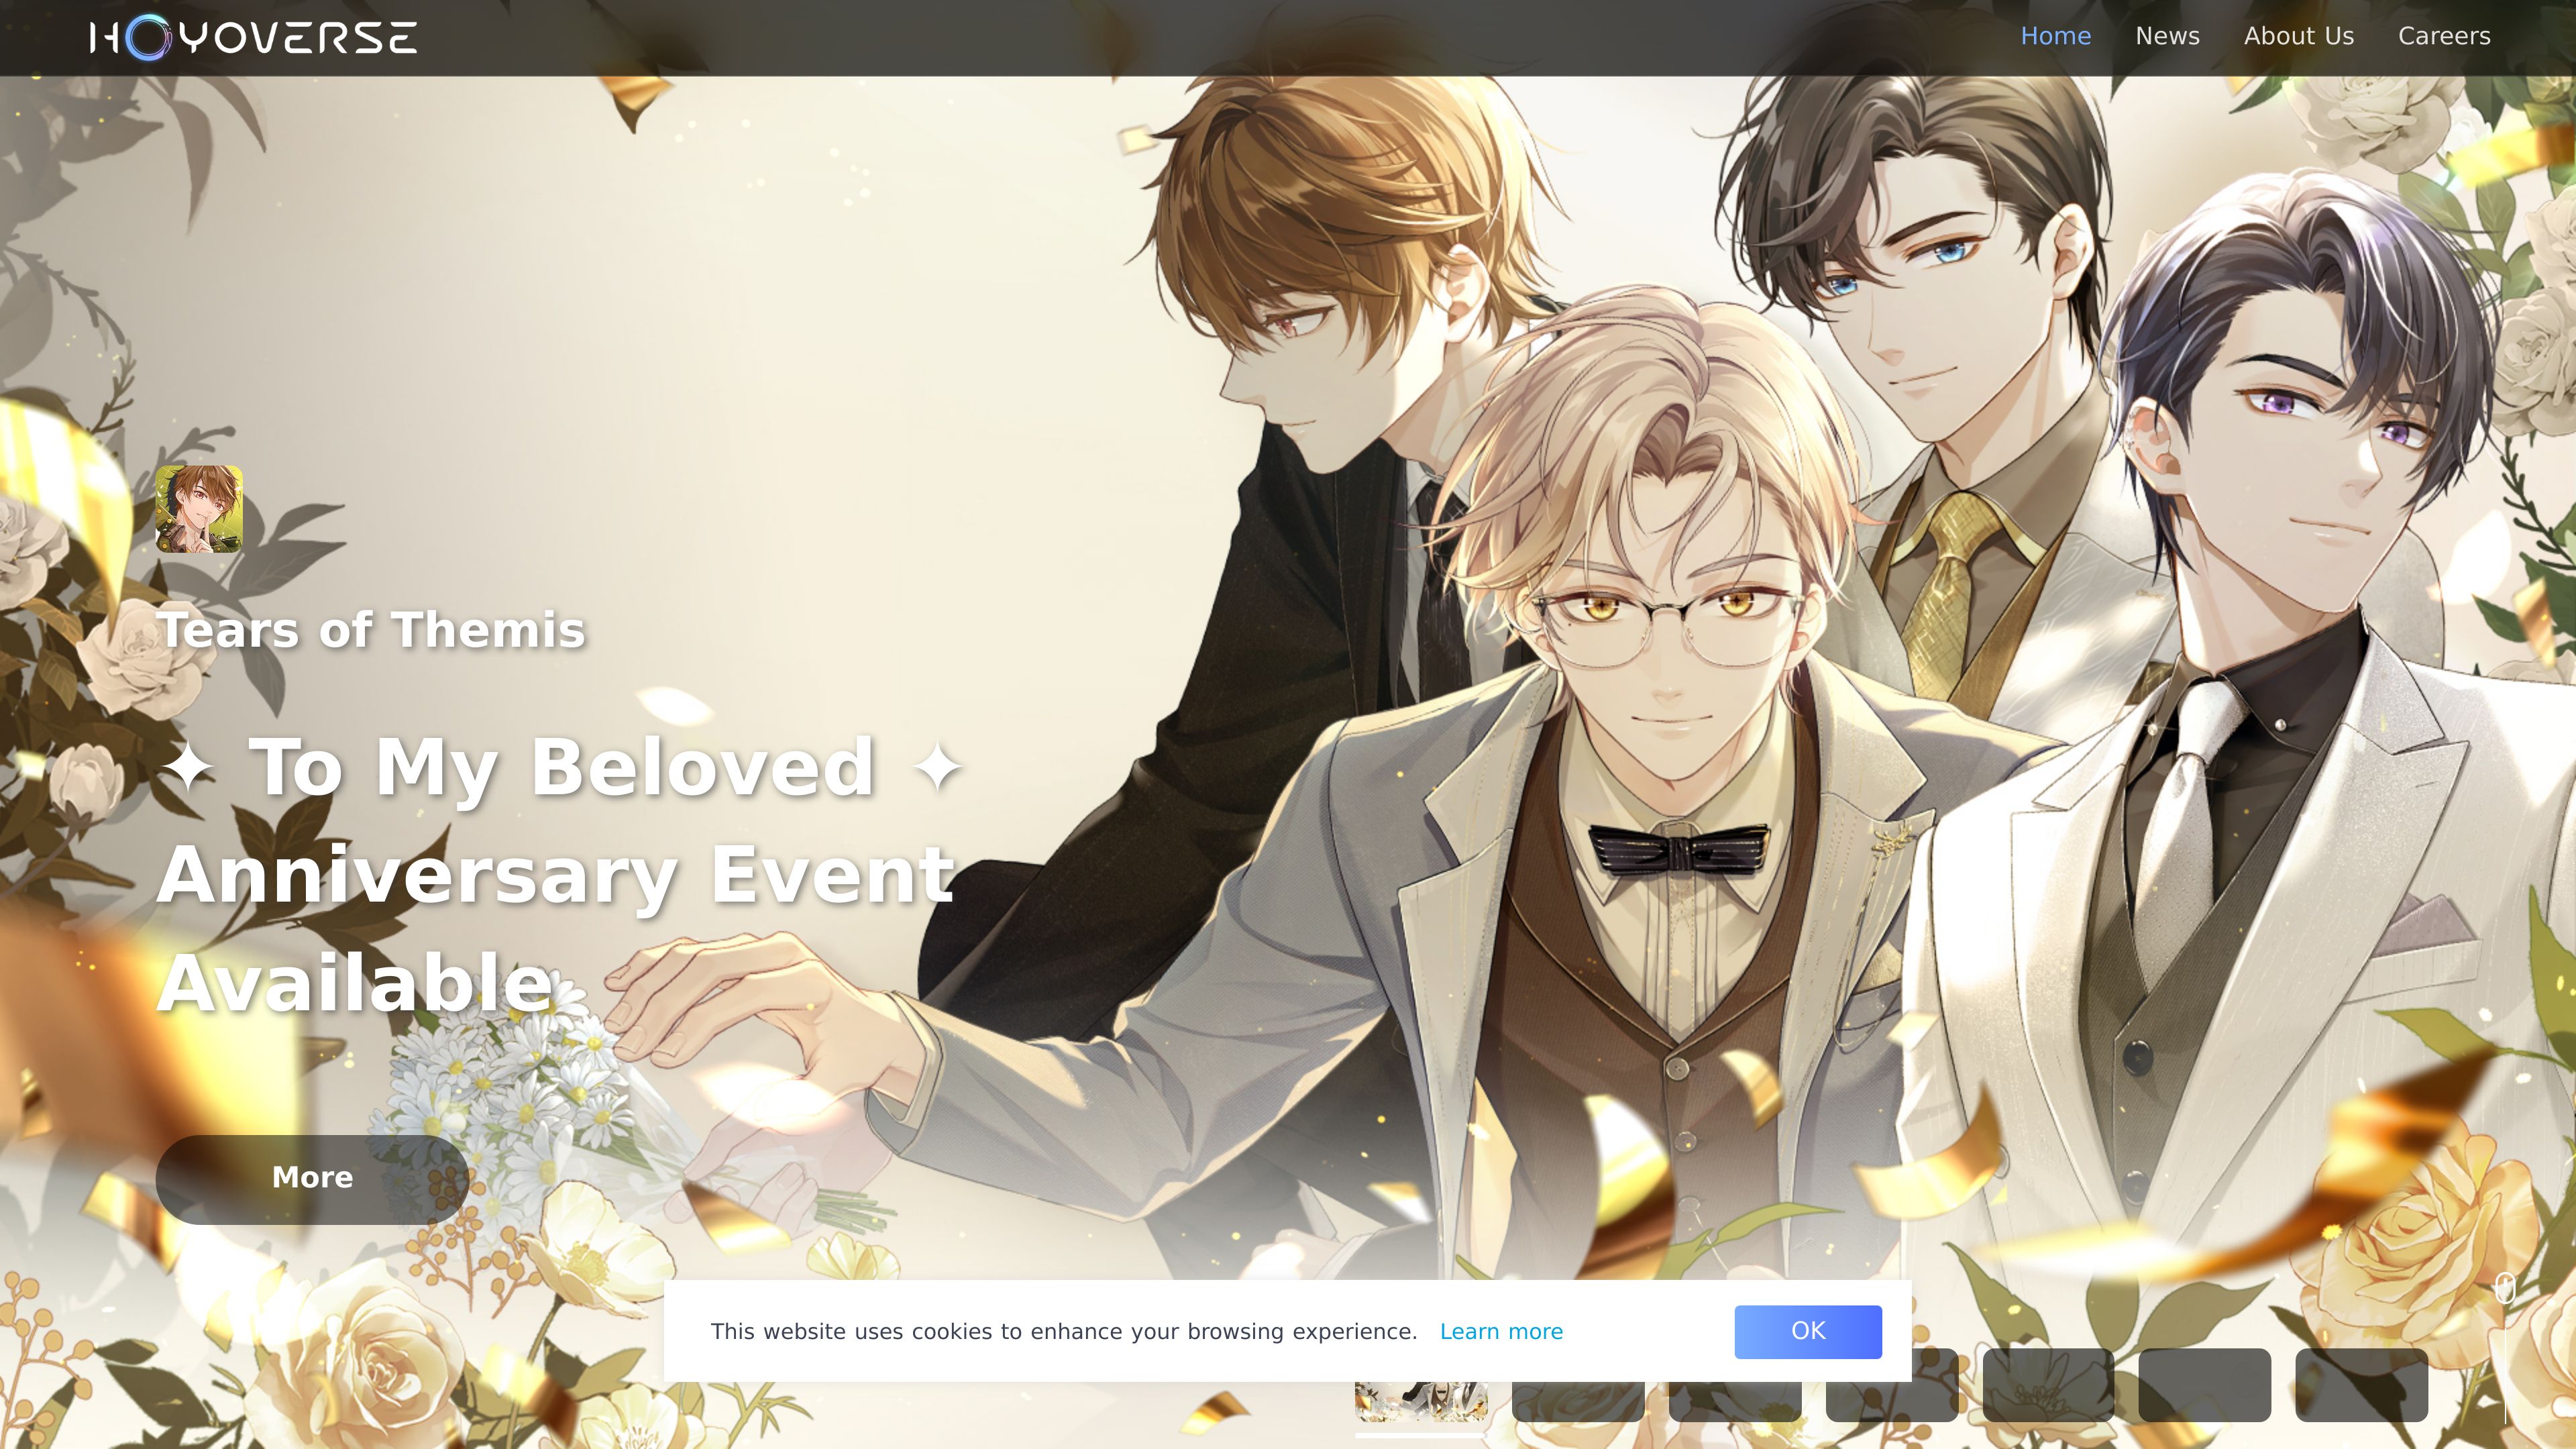 HOYOVERSE
Home
News
About Us
Careers
Tears of Themis
✦ To My Beloved ✦
Anniversary Event
Available
More
This website uses cookies to enhance your browsing experience. Learn more
OK